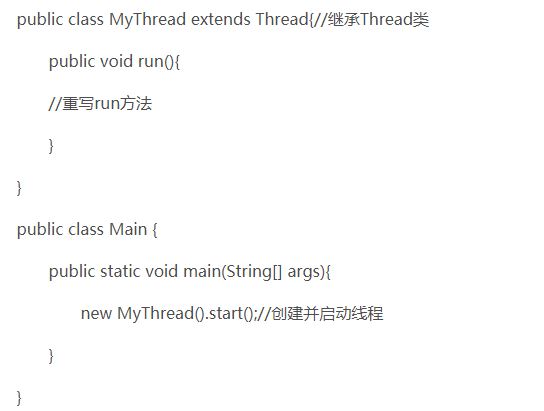 public class MyThread extends Thread{//继承Thread类
public void run(){
//重写run方法
}
}
public class Main {
public static void main(String[] args){
new MyThread().start();//创建并启动线程
}
}